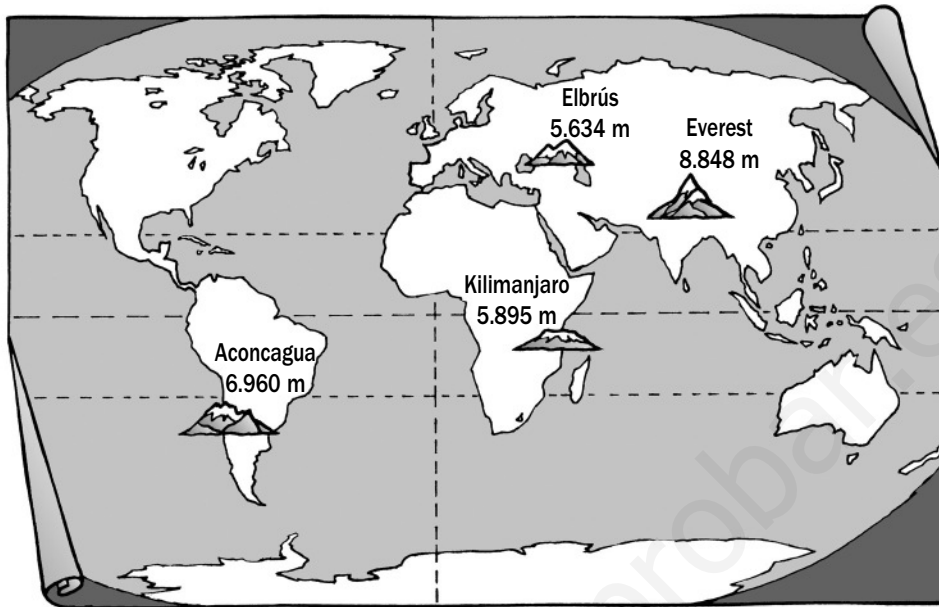 Elbrús
5.634 m
Everest
8.848 m
Kilimanjaro
5.895 m
Aconcagua
6.960 m